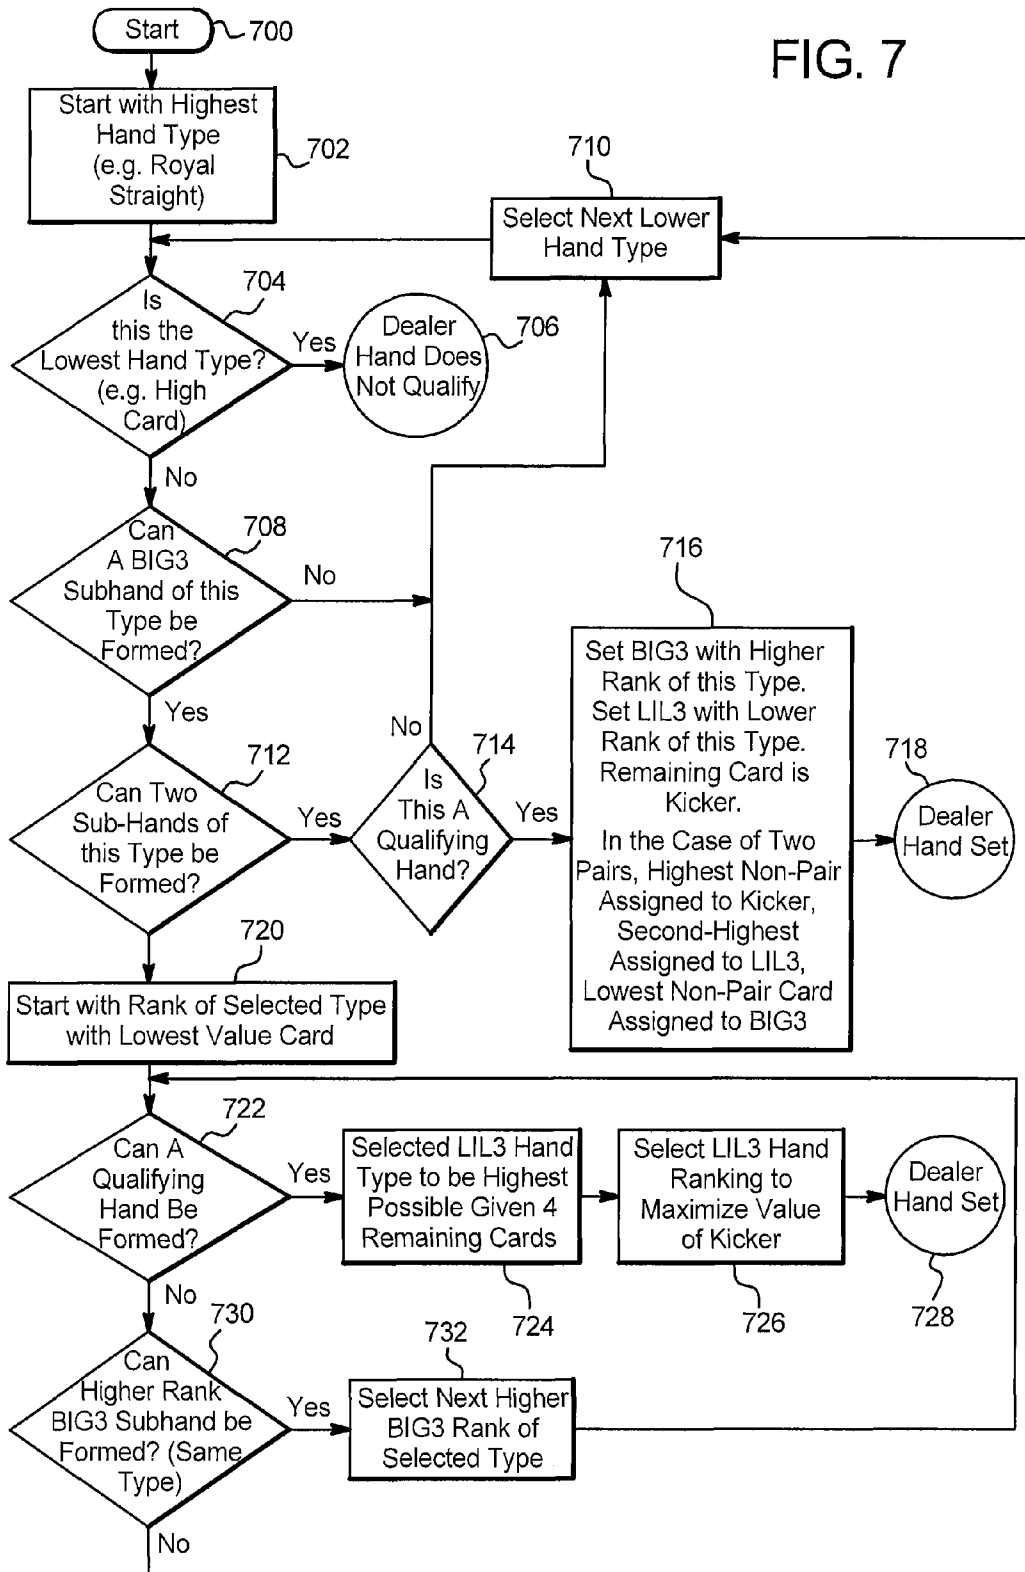 Start
700
FIG. 7
Start with Highest
Hand Type
(e.g. Royal
Straight)
702
710
Select Next Lower
Hand Type
704
Is
this the
Lowest Hand Type?
(e.g. High
Card)
Yes
Dealer
Hand Does
Not Qualify
706
No
Can
A BIG3
Subhand of this
Type be
Formed?
708
No
Yes
716
Set BIG3 with Higher
Rank of this Type.
Set LIL3 with Lower
Rank of this Type.
Remaining Card is
Kicker.
In the Case of Two
Pairs, Highest Non-Pair
Assigned to Kicker,
Second-Highest
Assigned to LIL3,
Lowest Non-Pair Card
Assigned to BIG3
712
Can Two
Sub-Hands of
this Type be
Formed?
Yes
No
714
Is
This A
Qualifying
Hand?
Yes
718
Dealer
Hand Set
720
Start with Rank of Selected Type
with Lowest Value Card
722
Can A
Qualifying
Hand Be
Formed?
Yes
Selected LIL3 Hand
Type to be Highest
Possible Given 4
Remaining Cards
724
Select LIL3 Hand
Ranking to
Maximize Value
of Kicker
726
Dealer
Hand Set
728
No
730
Can
Higher Rank
BIG3 Subhand be
Formed? (Same
Type)
Yes
732
Select Next Higher
BIG3 Rank of
Selected Type
No